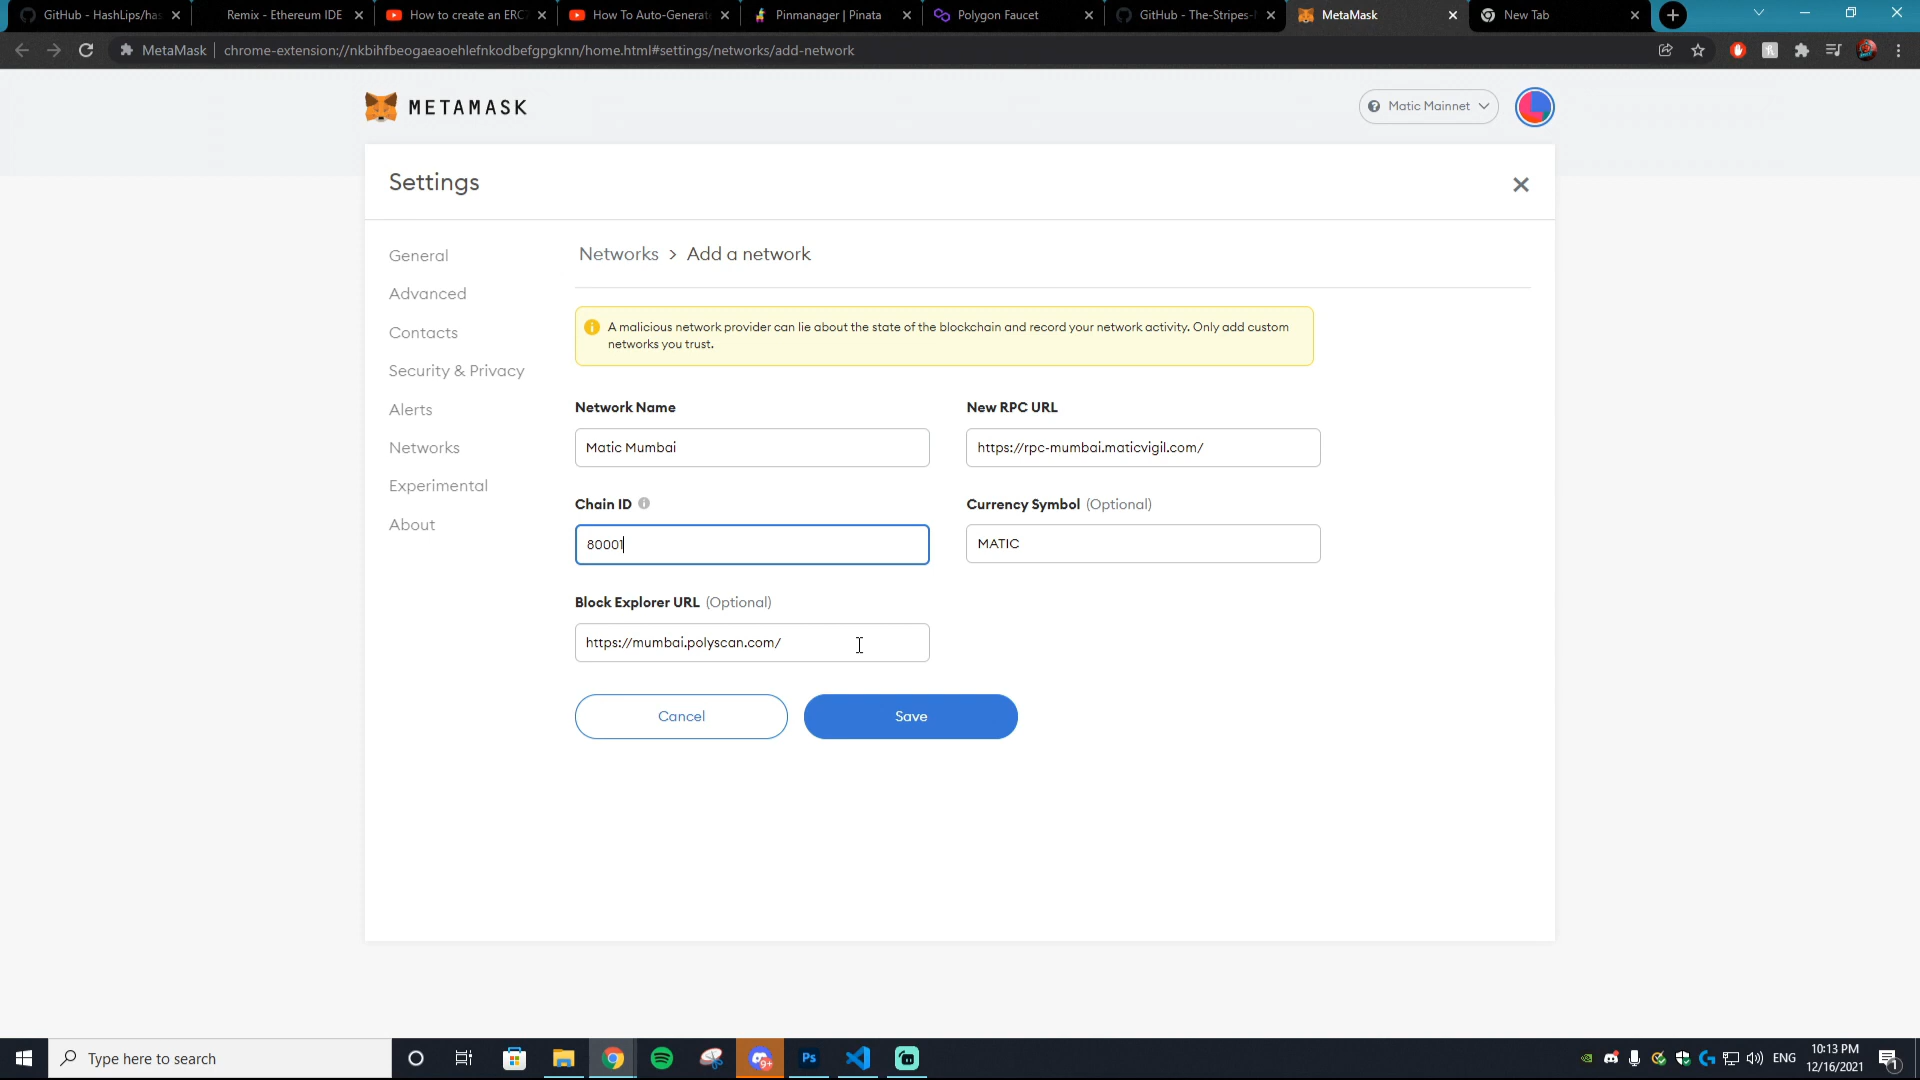 GitHub - HashLips/has
Remix - Ethereum IDE
How to create an ERC
How To Auto-Generat
Pinmanager | Pinata
Polygon Faucet
GitHub - The-Stripes-
MetaMask
New Tab
MetaMask
chrome-extension://nkbihfbeogaeaoehlefnkodbefgpgknn/home.html#settings/networks/add-network
METAMASK
Matic Mainnet
Settings
General
Advanced
Contacts
Security & Privacy
Alerts
Networks
Experimental
About
Networks > Add a network
A malicious network provider can lie about the state of the blockchain and record your network activity. Only add custom
networks you trust.
Network Name
Matic Mumbai
New RPC URL
https://rpc-mumbai.maticvigil.com/
Chain ID
80001
Currency Symbol (Optional)
MATIC
Block Explorer URL (Optional)
https://mumbai.polyscan.com/
Cancel
Save
Type here to search
9+
Ps
ENG
10:13 PM
12/16/2021
1